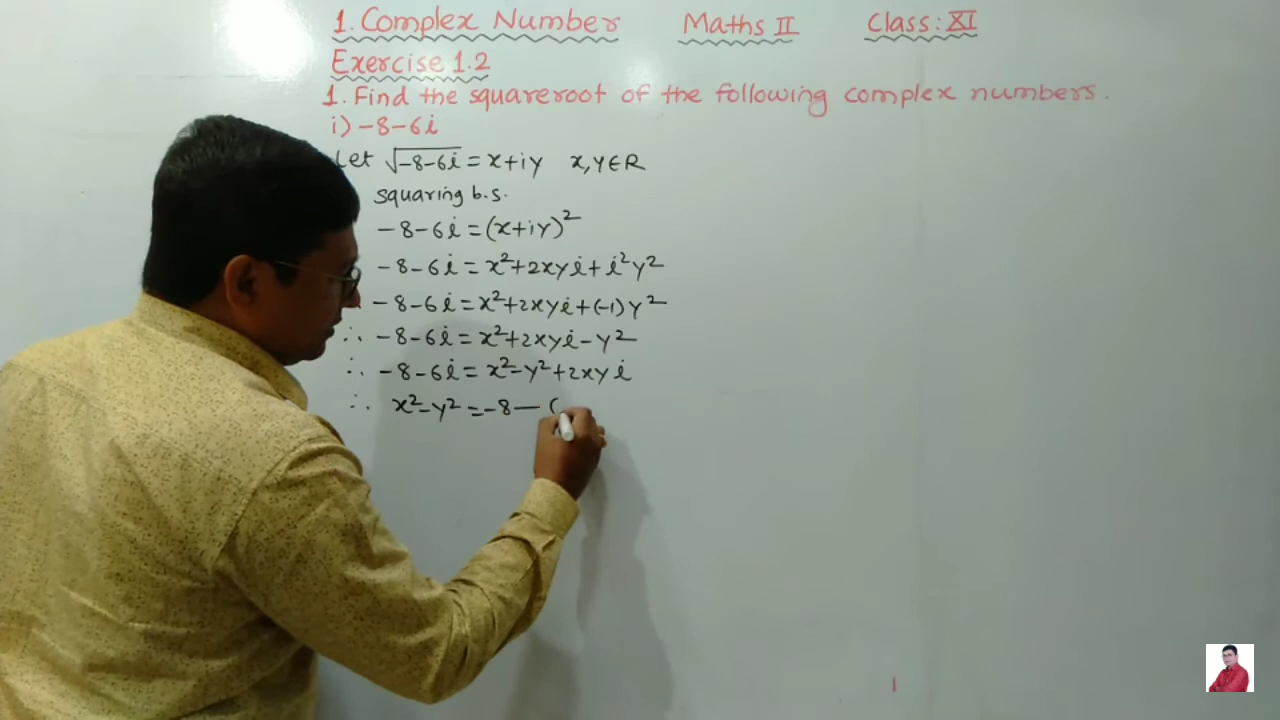 1. Complex Number Maths II Class: XI
Exercise 1.2
1. Find the squareroot of the following complex numbers.
i) -8-6i
Let √-8-6i = x+iy x,y∈R
squaring b.s.
-8-6i = (x+iy)²
-8-6i = x²+2xyi+i²y²
-8-6i = x²+2xyi+(-1)y²
∴ -8-6i = x²+2xyi-y²
∴ -8-6i = x²-y²+2xyi
∴ x²-y² = -8 — (